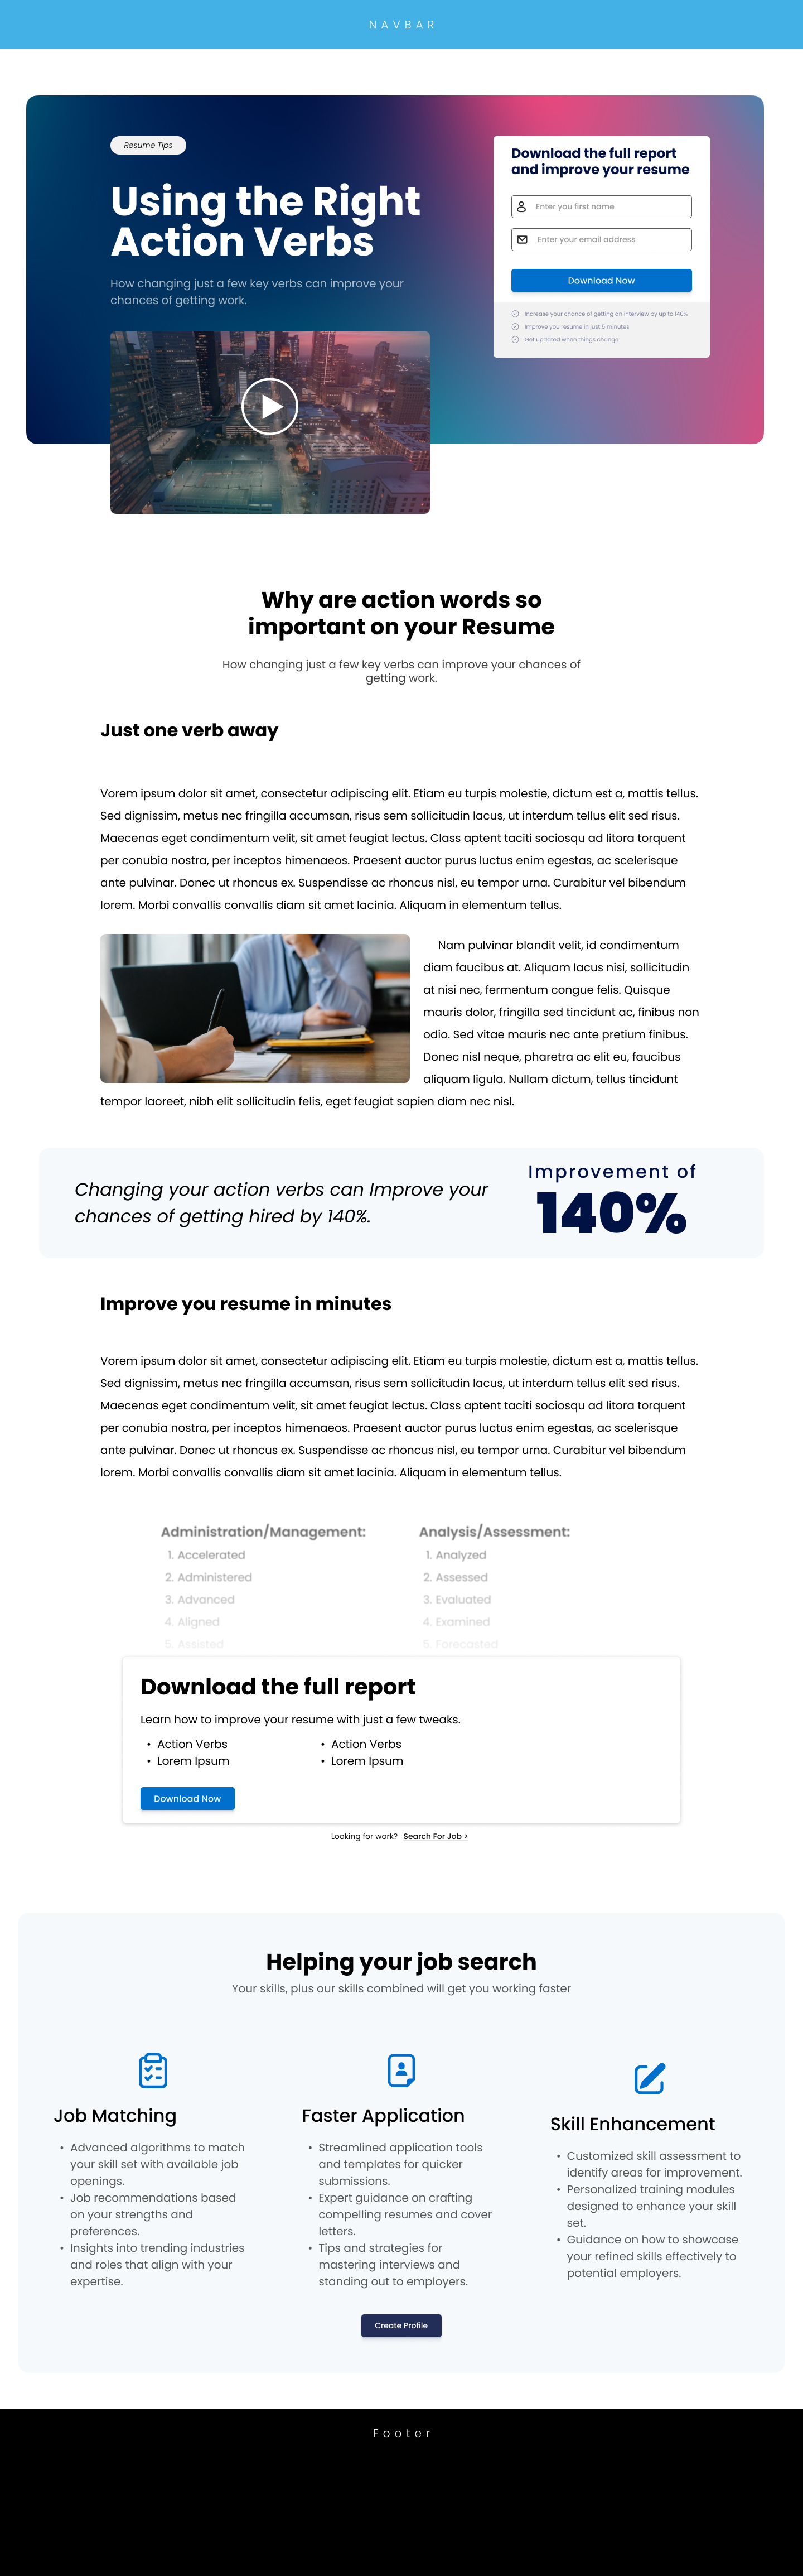 NAVBAR
Resume Tips
Using the Right
Action Verbs
How changing just a few key verbs can improve your
chances of getting work.
Download the full report
and improve your resume
Enter you first name
Enter your email address
Download Now
Increase your chance of getting an interview by up to 140%
Improve you resume in just 5 minutes
Get updated when things change
Why are action words so
important on your Resume
How changing just a few key verbs can improve your chances of
getting work.
Just one verb away
Vorem ipsum dolor sit amet, consectetur adipiscing elit. Etiam eu turpis molestie, dictum est a, mattis tellus.
Sed dignissim, metus nec fringilla accumsan, risus sem sollicitudin lacus, ut interdum tellus elit sed risus.
Maecenas eget condimentum velit, sit amet feugiat lectus. Class aptent taciti sociosqu ad litora torquent
per conubia nostra, per inceptos himenaeos. Praesent auctor purus luctus enim egestas, ac scelerisque
ante pulvinar. Donec ut rhoncus ex. Suspendisse ac rhoncus nisl, eu tempor urna. Curabitur vel bibendum
lorem. Morbi convallis convallis diam sit amet lacinia. Aliquam in elementum tellus.
Nam pulvinar blandit velit, id condimentum
diam faucibus at. Aliquam lacus nisi, sollicitudin
at nisi nec, fermentum congue felis. Quisque
mauris dolor, fringilla sed tincidunt ac, finibus non
odio. Sed vitae mauris nec ante pretium finibus.
Donec nisl neque, pharetra ac elit eu, faucibus
aliquam ligula. Nullam dictum, tellus tincidunt
tempor laoreet, nibh elit sollicitudin felis, eget feugiat sapien diam nec nisl.
Changing your action verbs can Improve your
chances of getting hired by 140%.
Improvement of
140%
Improve you resume in minutes
Vorem ipsum dolor sit amet, consectetur adipiscing elit. Etiam eu turpis molestie, dictum est a, mattis tellus.
Sed dignissim, metus nec fringilla accumsan, risus sem sollicitudin lacus, ut interdum tellus elit sed risus.
Maecenas eget condimentum velit, sit amet feugiat lectus. Class aptent taciti sociosqu ad litora torquent
per conubia nostra, per inceptos himenaeos. Praesent auctor purus luctus enim egestas, ac scelerisque
ante pulvinar. Donec ut rhoncus ex. Suspendisse ac rhoncus nisl, eu tempor urna. Curabitur vel bibendum
lorem. Morbi convallis convallis diam sit amet lacinia. Aliquam in elementum tellus.
Administration/Management:
1. Accelerated
2. Administered
3. Advanced
4. Aligned
5. Assisted
Analysis/Assessment:
1. Analyzed
2. Assessed
3. Evaluated
4. Examined
5. Forecasted
Download the full report
Learn how to improve your resume with just a few tweaks.
• Action Verbs
• Lorem Ipsum
• Action Verbs
• Lorem Ipsum
Download Now
Looking for work? Search For Job >
Helping your job search
Your skills, plus our skills combined will get you working faster
Job Matching
• Advanced algorithms to match
your skill set with available job
openings.
• Job recommendations based
on your strengths and
preferences.
• Insights into trending industries
and roles that align with your
expertise.
Faster Application
• Streamlined application tools
and templates for quicker
submissions.
• Expert guidance on crafting
compelling resumes and cover
letters.
• Tips and strategies for
mastering interviews and
standing out to employers.
Skill Enhancement
• Customized skill assessment to
identify areas for improvement.
• Personalized training modules
designed to enhance your skill
set.
• Guidance on how to showcase
your refined skills effectively to
potential employers.
Create Profile
Footer